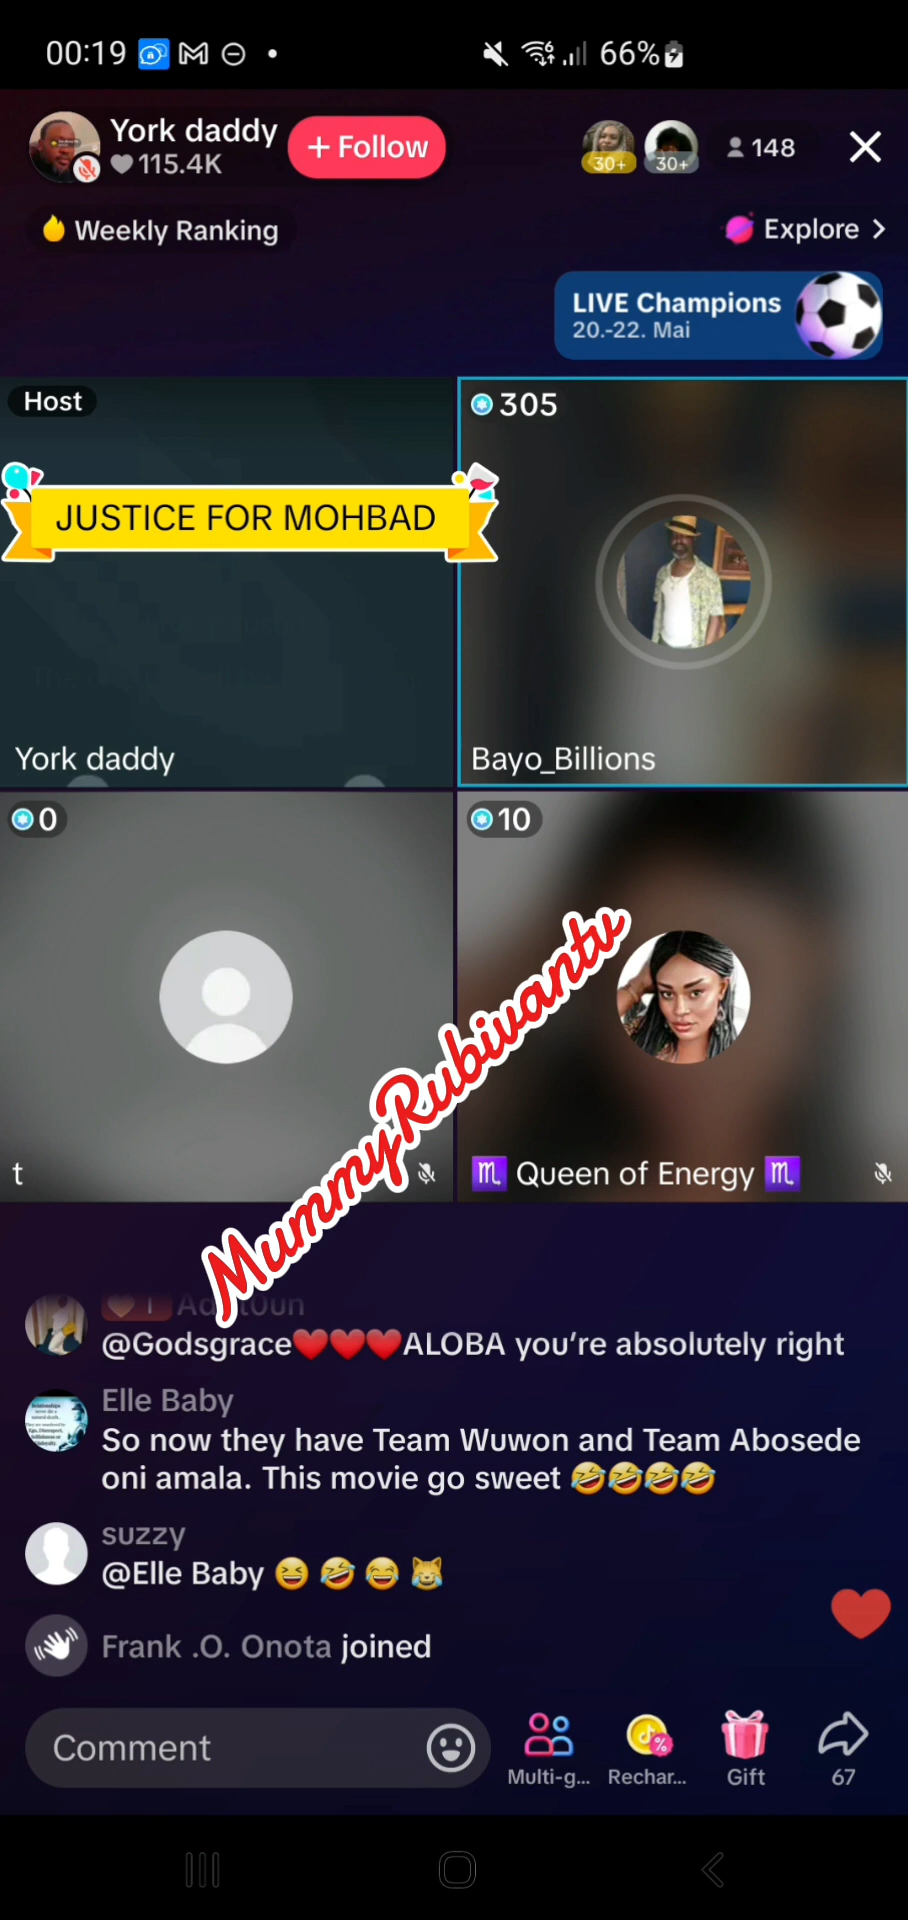 00:19
66%
York daddy
115.4K
+ Follow
30+
30+
148
Weekly Ranking
Explore >
LIVE Champions
20.-22. Mai
Host
305
JUSTICE FOR MOHBAD
York daddy
Bayo_Billions
0
10
MummyRubivantv
t
♏ Queen of Energy ♏
@Godsgrace❤️❤️❤️ALOBA you're absolutely right
Elle Baby
So now they have Team Wuwon and Team Abosede
oni amala. This movie go sweet 🤣🤣🤣🤣
suzzy
@Elle Baby 😆 🤣 😂 😹
Frank .O. Onota joined
Comment
Multi-g...
Rechar...
Gift
67